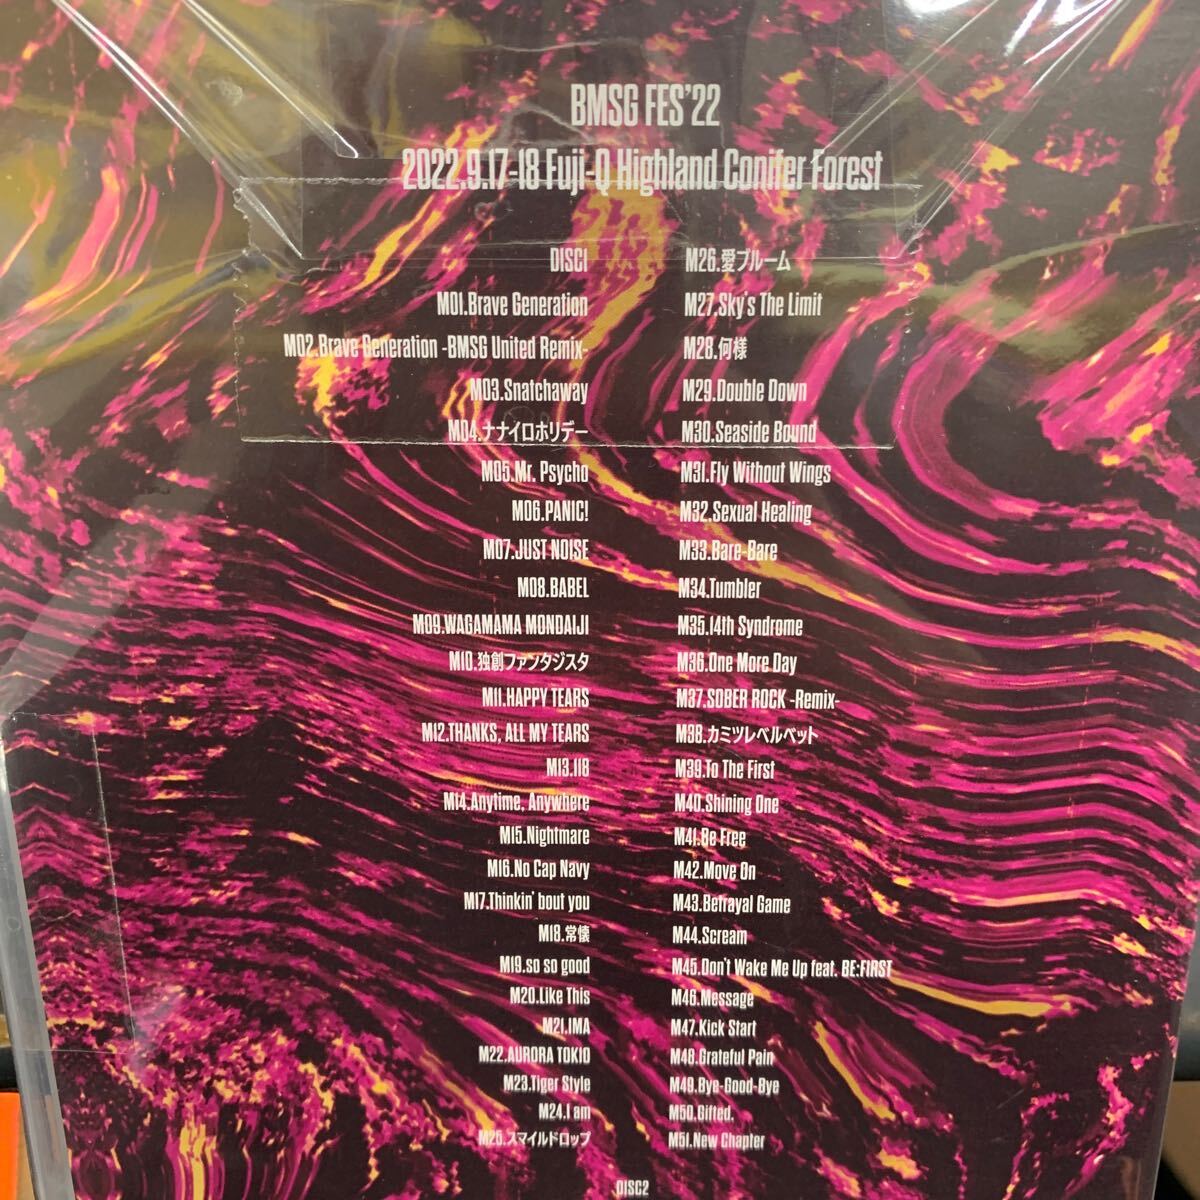 BMSG FES'22
2022.9.17-18 Fuji-Q Highland Conifer Forest
DISC1
M01.Brave Generation
M02.Brave Generation -BMSG United Remix-
M03.Snatchaway
M04.ナナイロホリデー
M05.Mr. Psycho
M06.PANIC!
M07.JUST NOISE
M08.BABEL
M09.WAGAMAMA MONDAIJI
M10.独創ファンタジスタ
M11.HAPPY TEARS
M12.THANKS, ALL MY TEARS
M13.118
M14.Anytime, Anywhere
M15.Nightmare
M16.No Cap Navy
M17.Thinkin' bout you
M18.常懐
M19.so so good
M20.Like This
M21.IMA
M22.AURORA TOKIO
M23.Tiger Style
M24.I am
M25.スマイルドロップ
M26.愛ブルーム
M27.Sky's The Limit
M28.何様
M29.Double Down
M30.Seaside Bound
M31.Fly Without Wings
M32.Sexual Healing
M33.Bare-Bare
M34.Tumbler
M35.14th Syndrome
M36.One More Day
M37.SOBER ROCK -Remix-
M38.カミツレベルベット
M39.To The First
M40.Shining One
M41.Be Free
M42.Move On
M43.Betrayal Game
M44.Scream
M45.Don't Wake Me Up feat. BE:FIRST
M46.Message
M47.Kick Start
M48.Grateful Pain
M49.Bye-Good-Bye
M50.Gifted.
M51.New Chapter
DISC2